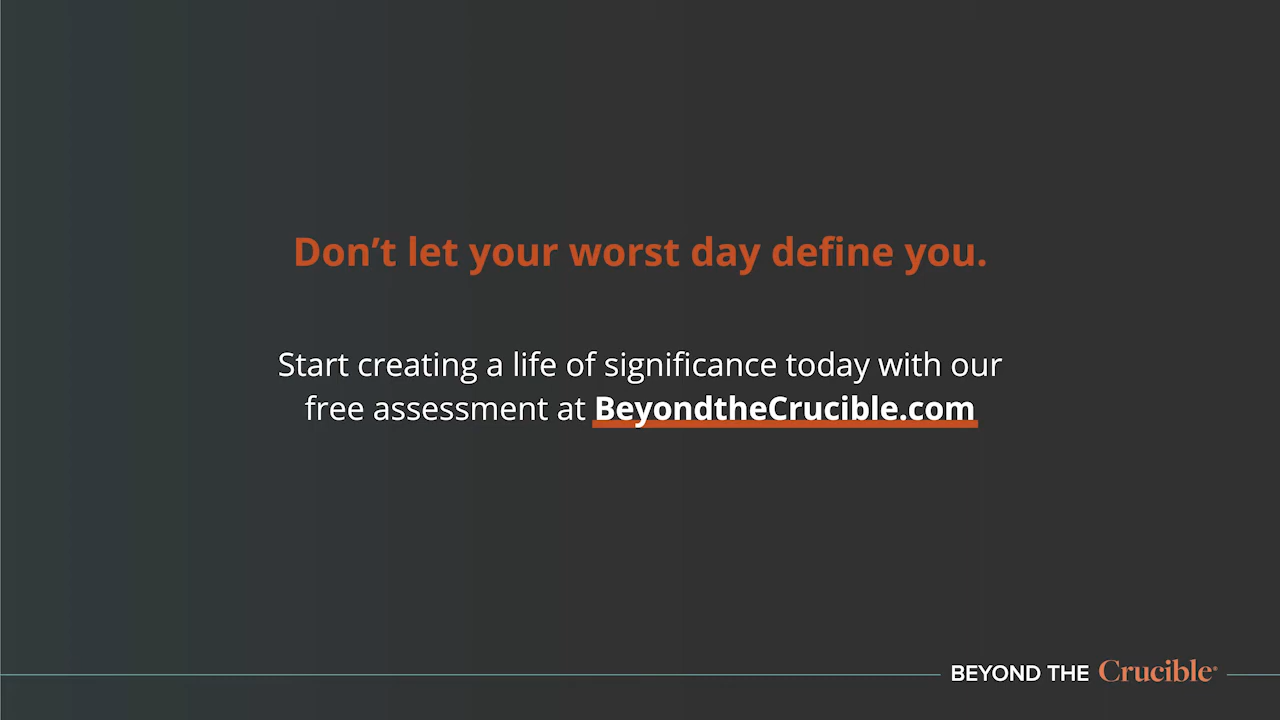 Don’t let your worst day define you.
Start creating a life of significance today with our
free assessment at BeyondtheCrucible.com
BEYOND THE Crucible®